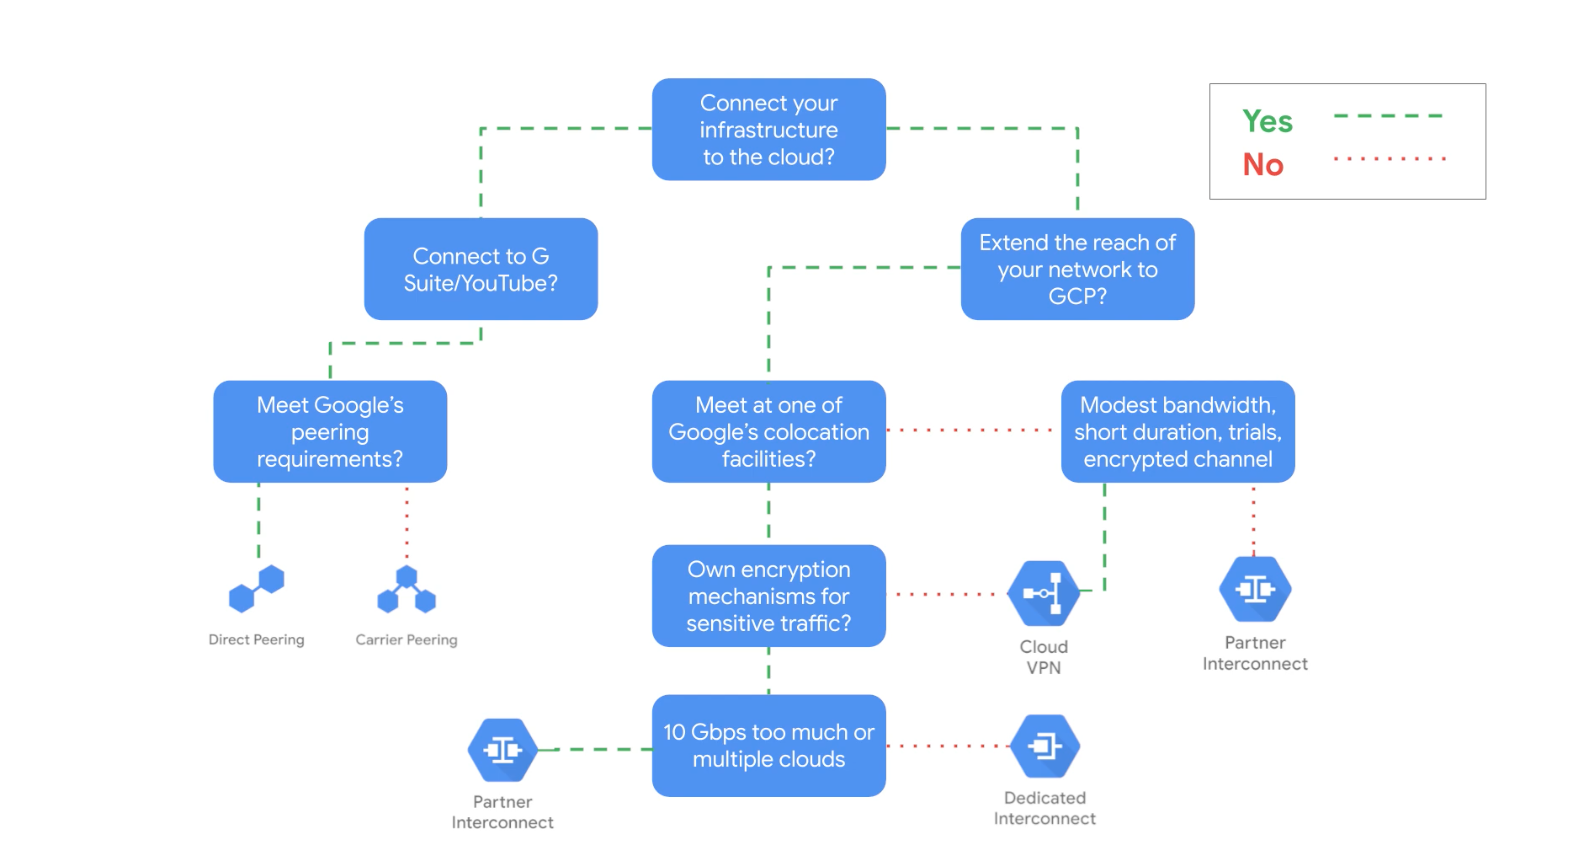 Connect your
infrastructure
to the cloud?
Yes
No
Connect to G
Suite/YouTube?
Extend the reach of
your network to
GCP?
Meet Google's
peering
requirements?
Meet at one of
Google's colocation
facilities?
Modest bandwidth,
short duration, trials,
encrypted channel
Direct Peering
Carrier Peering
Own encryption
mechanisms for
sensitive traffic?
Cloud
VPN
Partner
Interconnect
10 Gbps too much or
multiple clouds
Partner
Interconnect
Dedicated
Interconnect